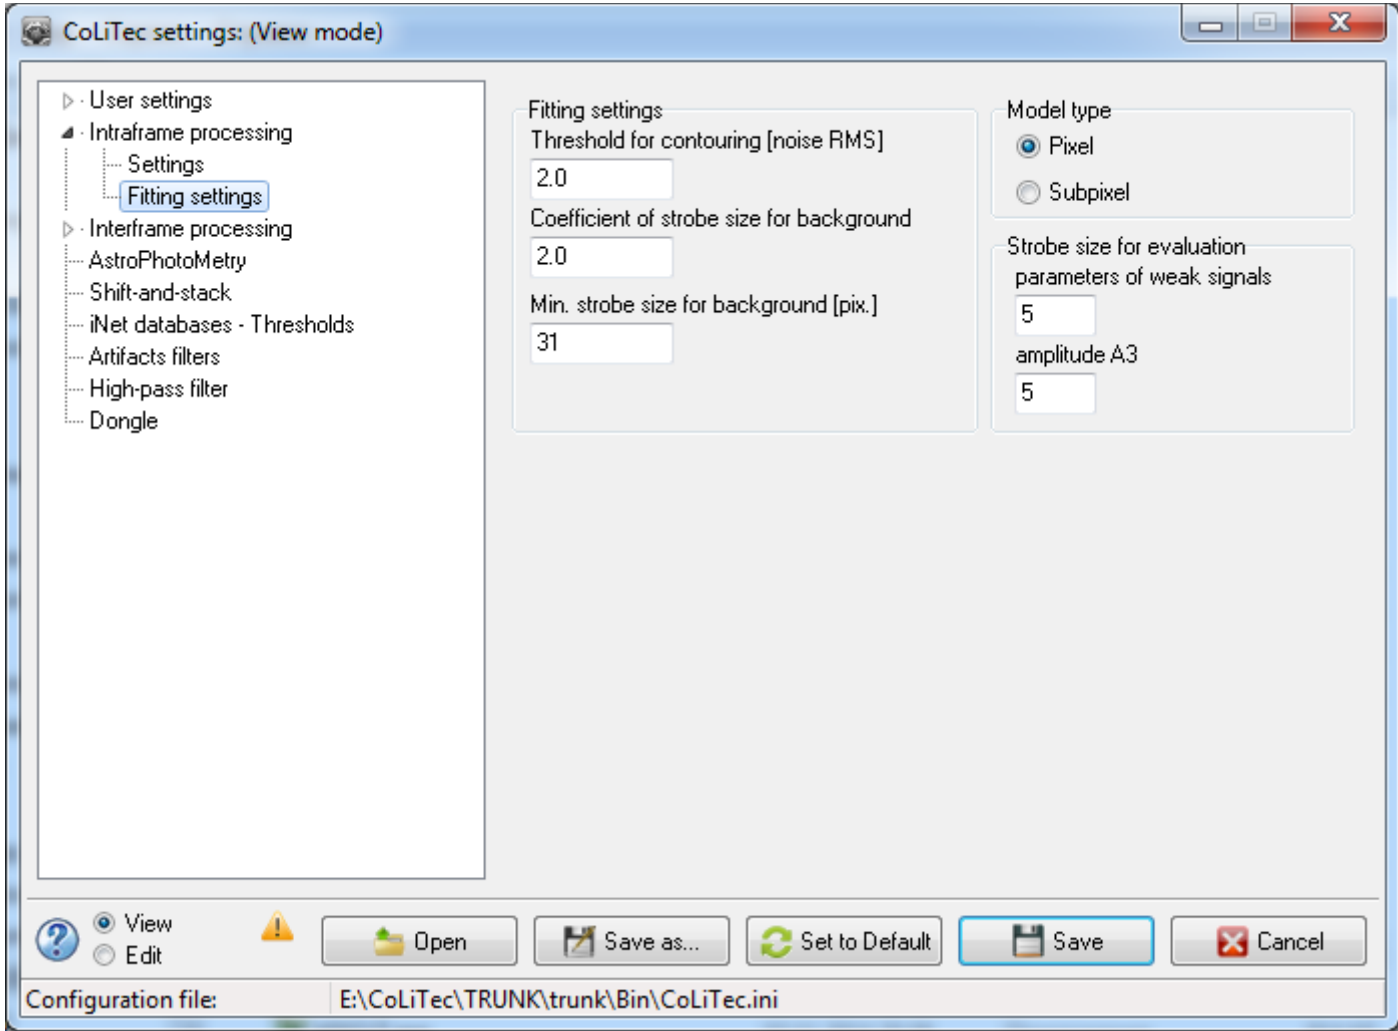 CoLiTec settings: (View mode)
User settings
Intraframe processing
Settings
Fitting settings
Interframe processing
AstroPhotoMetry
Shift-and-stack
iNet databases - Thresholds
Artifacts filters
High-pass filter
Dongle
Fitting settings
Threshold for contouring [noise RMS]
2.0
Coefficient of strobe size for background
2.0
Min. strobe size for background [pix.]
31
Model type
Pixel
Subpixel
Strobe size for evaluation
parameters of weak signals
5
amplitude A3
5
View
Edit
Open
Save as...
Set to Default
Save
Cancel
Configuration file: E:\CoLiTec\TRUNK\trunk\Bin\CoLiTec.ini